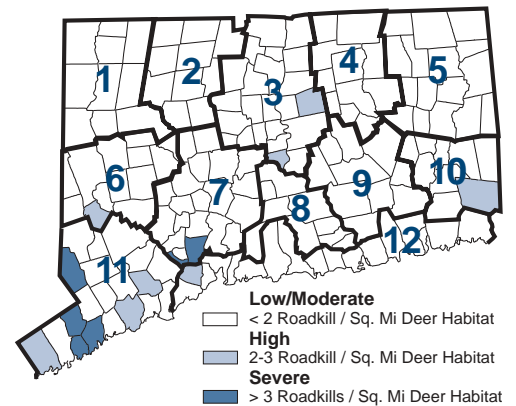 1
2
3
4
5
6
7
8
9
10
11
12
Low/Moderate
< 2 Roadkill / Sq. Mi Deer Habitat
High
2-3 Roadkill / Sq. Mi Deer Habitat
Severe
> 3 Roadkills / Sq. Mi Deer Habitat